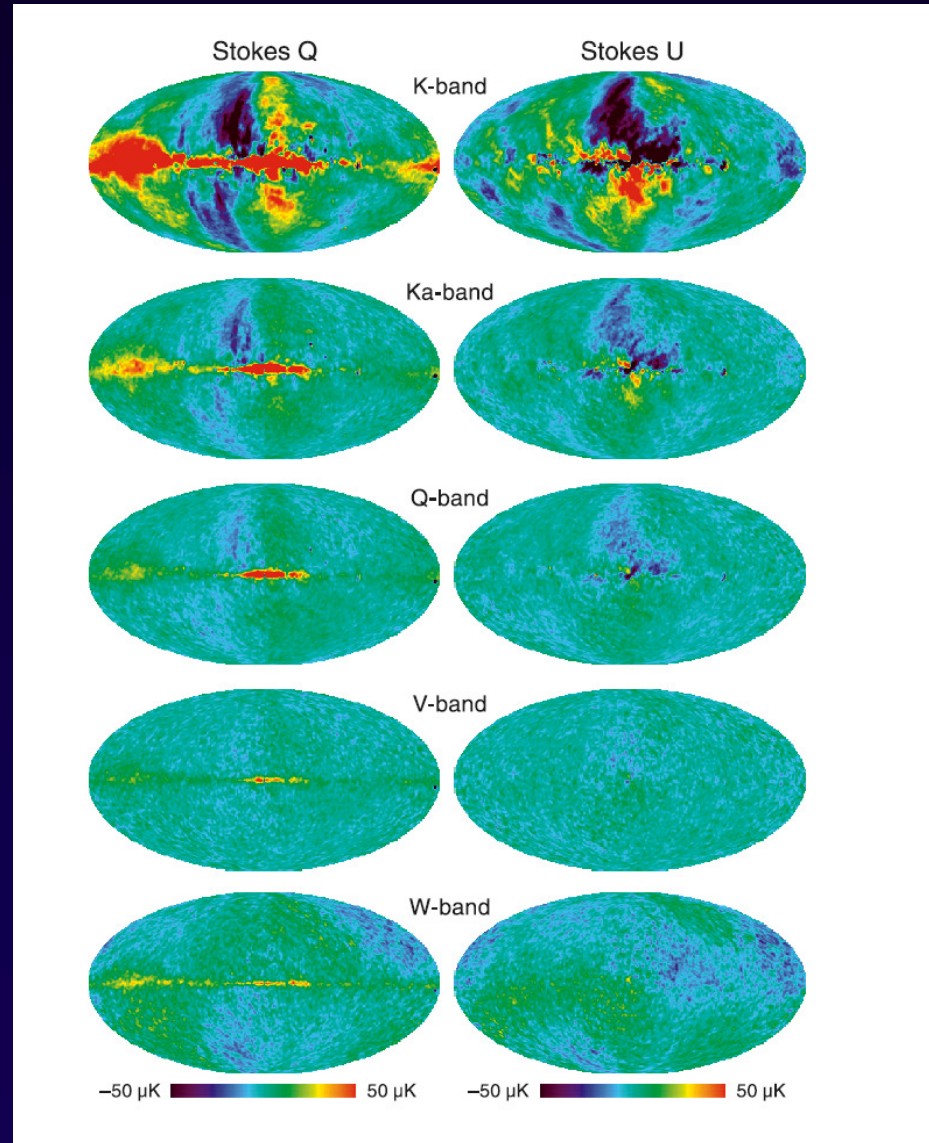 Stokes Q
Stokes U
K-band
Ka-band
Q-band
V-band
W-band
–50 μK
50 μK
–50 μK
50 μK